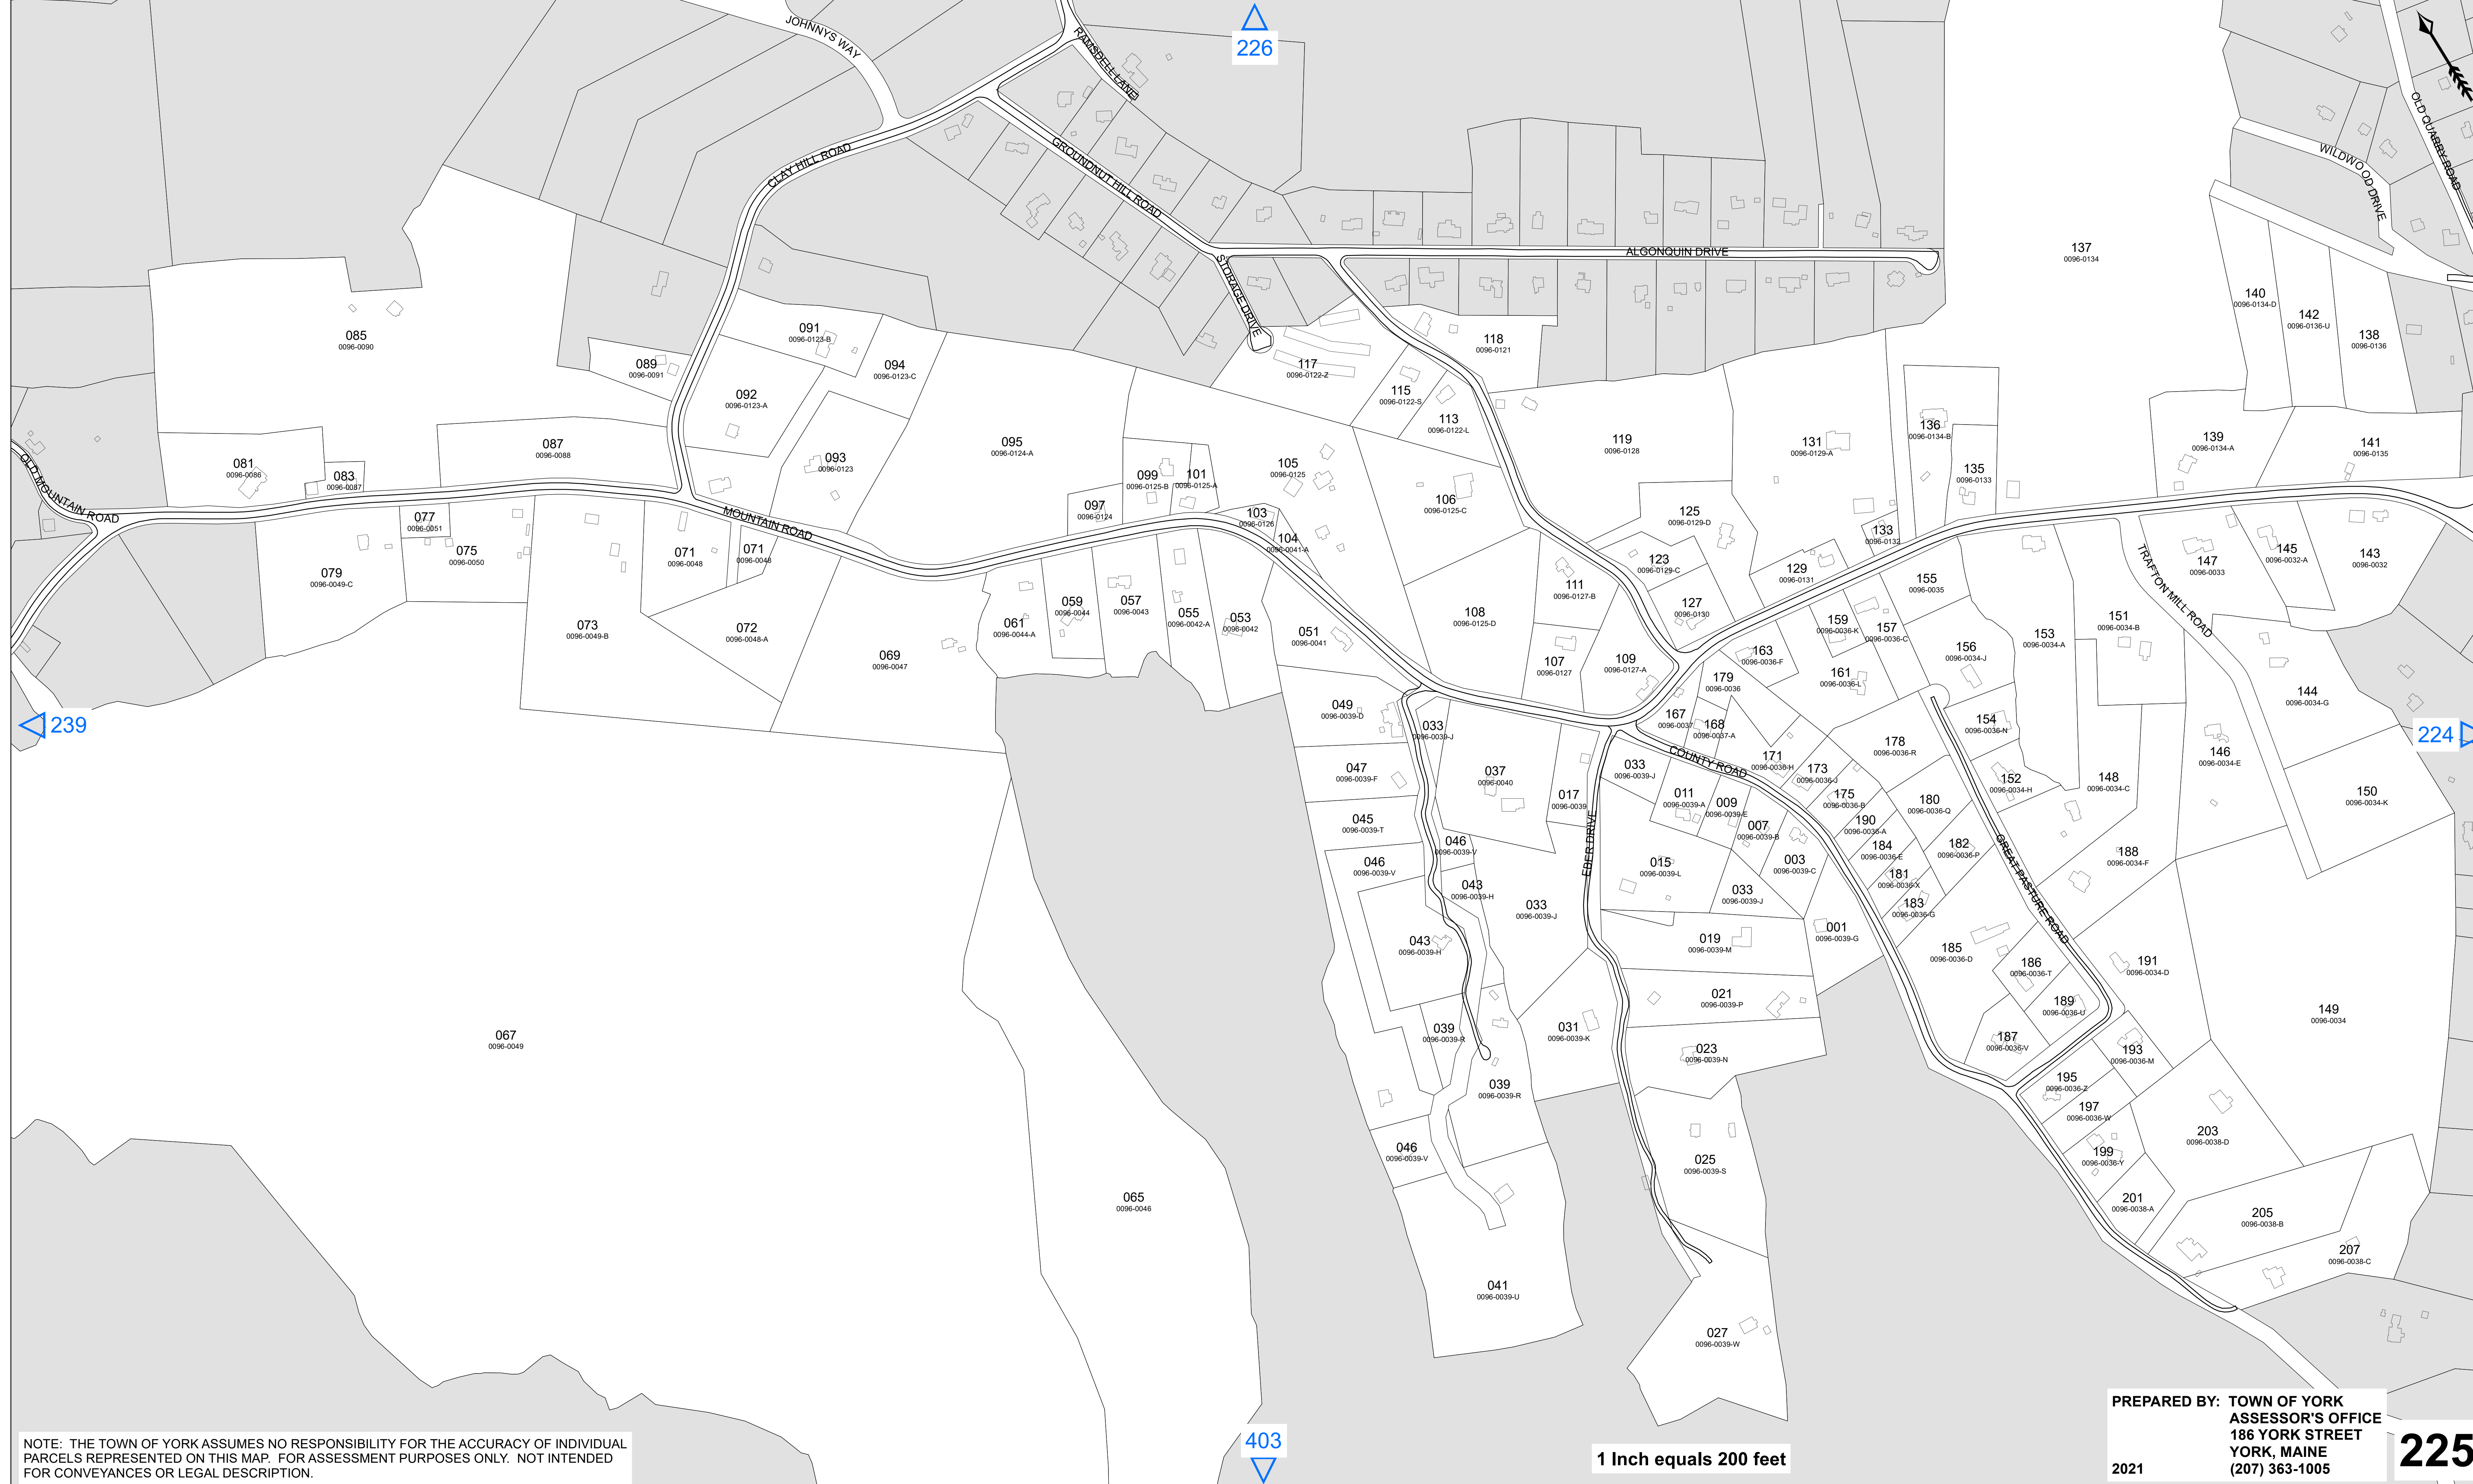 JOHNNYS WAY
RAMSDELL LANE
226
OLD QUARRY ROAD
WILDWOOD DRIVE
CLAY HILL ROAD
GROUNDNUT HILL ROAD
STORAGE DRIVE
ALGONQUIN DRIVE
137
0096-0134
140
0096-0134-D
142
0096-0136-U
138
0096-0136
085
0096-0090
089
0096-0091
091
0096-0123-B
094
0096-0123-C
092
0096-0123-A
117
0096-0122-Z
118
0096-0121
115
0096-0122-S
113
0096-0122-L
081
0096-0086
083
0096-0087
087
0096-0088
093
0096-0123
095
0096-0124-A
097
0096-0124
099
0096-0125-B
101
0096-0125-A
105
0096-0125
103
0096-0126
104
0096-0041-A
106
0096-0125-C
119
0096-0128
131
0096-0129-A
136
0096-0134-B
135
0096-0133
139
0096-0134-A
141
0096-0135
OLD MOUNTAIN ROAD
MOUNTAIN ROAD
077
0096-0051
075
0096-0050
079
0096-0049-C
073
0096-0049-B
071
0096-0048
071
0096-0048
072
0096-0048-A
069
0096-0047
061
0096-0044-A
059
0096-0044
057
0096-0043
055
0096-0042-A
053
0096-0042
051
0096-0041
108
0096-0125-D
111
0096-0127-B
107
0096-0127
109
0096-0127-A
125
0096-0129-D
123
0096-0129-C
127
0096-0130
129
0096-0131
133
0096-0132
155
0096-0035
159
0096-0036-K
157
0096-0036-C
163
0096-0036-F
161
0096-0036-L
156
0096-0034-J
153
0096-0034-A
151
0096-0034-B
TRAFTON MILL ROAD
147
0096-0033
145
0096-0032-A
143
0096-0032
239
049
0096-0039-D
033
0096-0039-J
047
0096-0039-F
045
0096-0039-T
046
0096-0039-V
046
0096-0039-V
043
0096-0039-H
043
0096-0039-H
037
0096-0040
017
0096-0039
033
0096-0039-J
EBER DRIVE
033
0096-0039-J
COUNTY ROAD
179
0096-0036
167
0096-0037
168
0096-0037-A
171
0096-0036-H
173
0096-0036-J
175
0096-0036-B
178
0096-0036-R
154
0096-0036-N
152
0096-0034-H
148
0096-0034-C
146
0096-0034-E
144
0096-0034-G
150
0096-0034-K
224
011
0096-0039-A
009
0096-0039-E
007
0096-0039-B
003
0096-0039-C
015
0096-0039-L
033
0096-0039-J
190
0096-0036-A
184
0096-0036-E
181
0096-0036-X
183
0096-0036-G
180
0096-0036-Q
182
0096-0036-P
GREAT PASTURE ROAD
188
0096-0034-F
019
0096-0039-M
001
0096-0039-G
021
0096-0039-P
023
0096-0039-N
031
0096-0039-K
185
0096-0036-D
186
0096-0036-T
189
0096-0036-U
187
0096-0036-V
191
0096-0034-D
149
0096-0034
193
0096-0036-M
195
0096-0036-Z
197
0096-0036-W
199
0096-0036-Y
201
0096-0038-A
203
0096-0038-D
205
0096-0038-B
207
0096-0038-C
067
0096-0049
065
0096-0046
039
0096-0039-R
039
0096-0039-R
046
0096-0039-V
041
0096-0039-U
025
0096-0039-S
027
0096-0039-W
403
NOTE: THE TOWN OF YORK ASSUMES NO RESPONSIBILITY FOR THE ACCURACY OF INDIVIDUAL
PARCELS REPRESENTED ON THIS MAP. FOR ASSESSMENT PURPOSES ONLY. NOT INTENDED
FOR CONVEYANCES OR LEGAL DESCRIPTION.
1 Inch equals 200 feet
PREPARED BY: TOWN OF YORK
ASSESSOR'S OFFICE
186 YORK STREET
YORK, MAINE
2021 (207) 363-1005
225